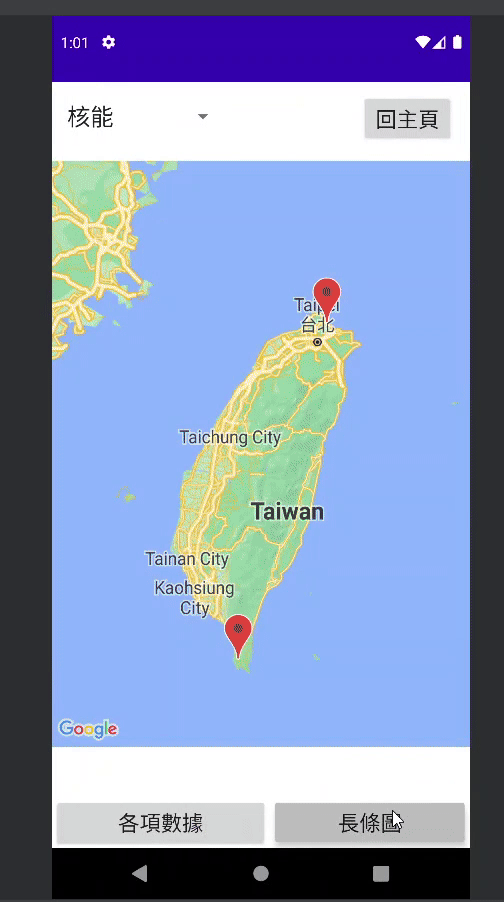 1:01
核能
回主頁
Taipei
台北
Taichung City
Taiwan
Tainan City
Kaohsiung
City
Google
各項數據
長條圖